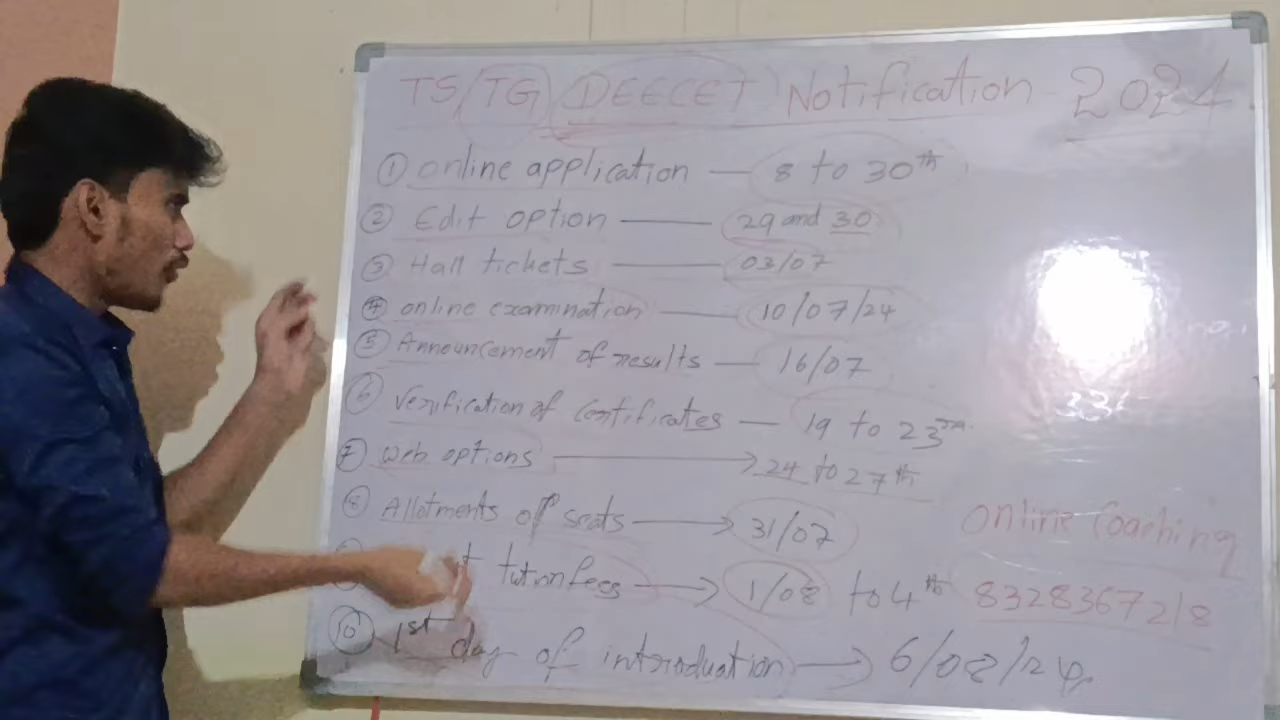 TS/TG DEECET Notification 2024.
① online application — 8 to 30th
② Edit option — 29 and 30
③ Hall tickets — 03/07
④ online examination — 10/07/24
⑤ Announcement of results — 16/07
⑥ Verification of Certificates — 19 to 23
⑦ Web options → 24 to 27th
⑧ Allotments of seats → 31/07
tution fees → 1/08 to 4th
⑩ 1st day of introduation → 6/08/24
Online Coaching
8328367218